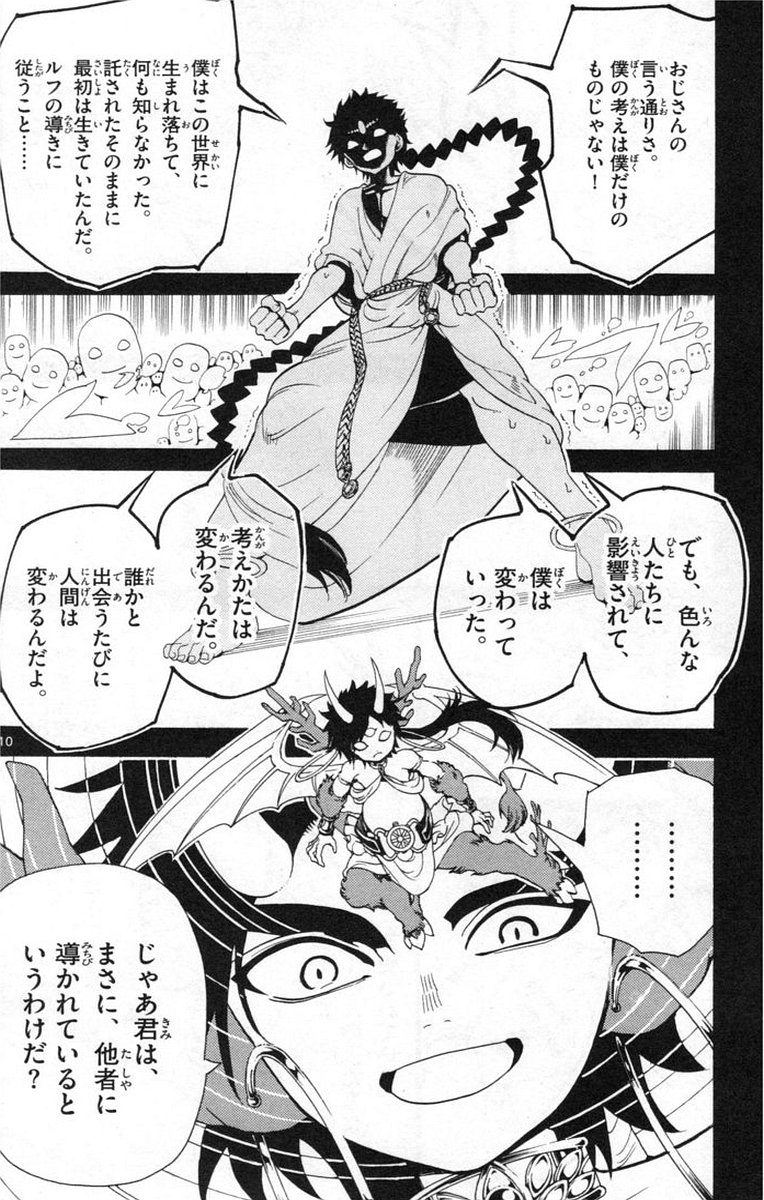 おじさんの
言う通りさ。
僕の考えは僕だけの
ものじゃない!
僕はこの世界に
生まれ落ちて、
何も知らなかった。
託されたそのままに
最初は生きていたんだ。
ルフの導きに
従うこと……
でも、色んな
人たちに
影響されて、
僕は
変わって
いった。
考えかたは
変わるんだ。
誰かと
出会うたびに
人間は
変わるんだよ。
………
………
じゃあ君は、
まさに、他者に
導かれていると
いうわけだ?
10